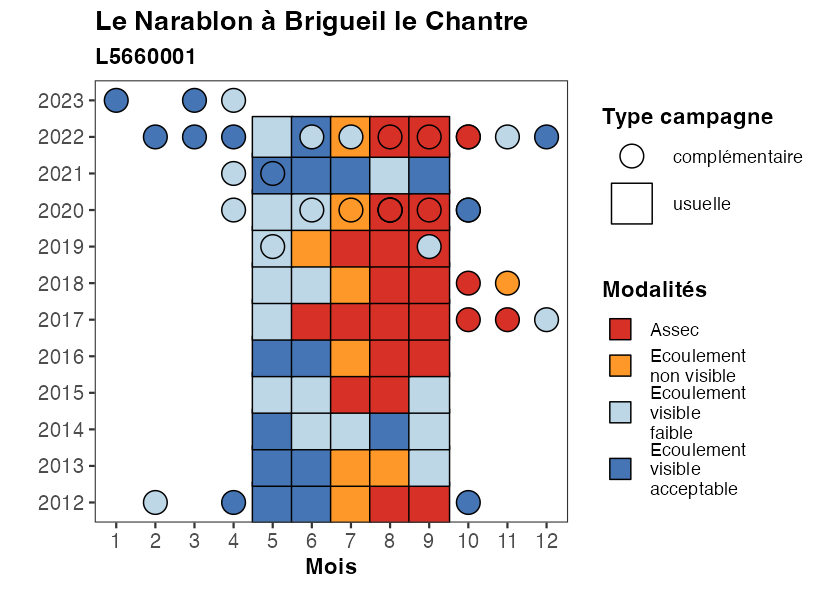 Le Narablon à Brigueil le Chantre
L5660001
2023
2022
2021
2020
2019
2018
2017
2016
2015
2014
2013
2012
1 2 3 4 5 6 7 8 9 10 11 12
Mois
Type campagne
complémentaire
usuelle
Modalités
Assec
Ecoulement
non visible
Ecoulement
visible
faible
Ecoulement
visible
acceptable